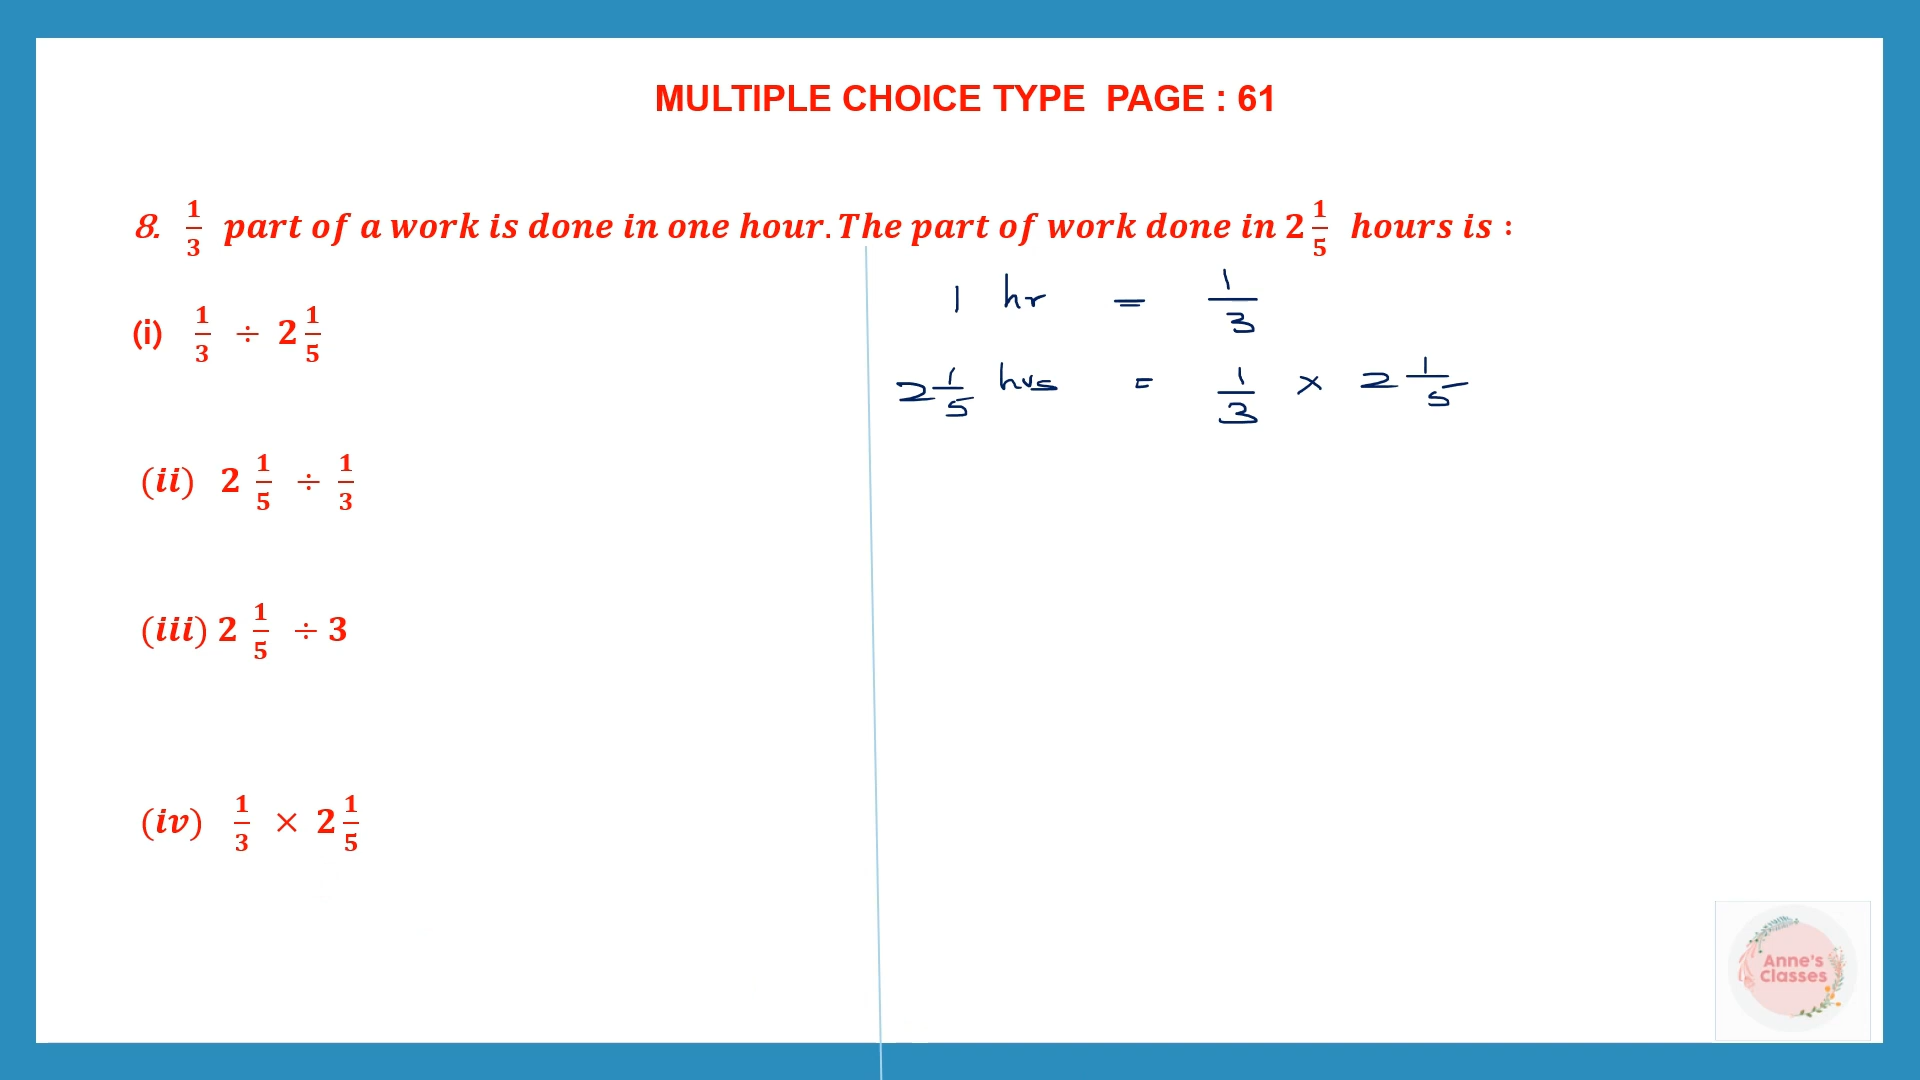 MULTIPLE CHOICE TYPE PAGE : 61
8. 1/3 part of a work is done in one hour. The part of work done in 2 1/5 hours is :
(i) 1/3 ÷ 2 1/5
(ii) 2 1/5 ÷ 1/3
(iii) 2 1/5 ÷ 3
(iv) 1/3 × 2 1/5
1 hr = 1/3
2 1/5 hrs = 1/3 × 2 1/5
Anne's
Classes